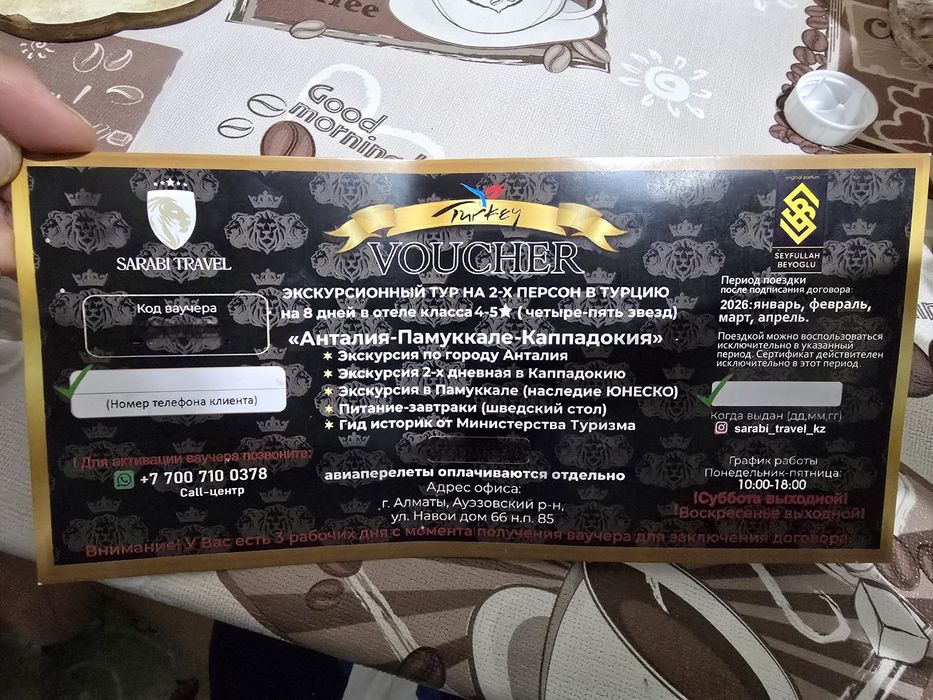 Coffee
Good
morning
SARABI TRAVEL
Turkey
VOUCHER
original parfum
SEYFULLAH
BEYOGLU
ЭКСКУРСИОННЫЙ ТУР НА 2-Х ПЕРСОН В ТУРЦИЮ
на 8 дней в отеле класса 4-5★ ( четыре-пять звезд)
«Анталия-Памуккале-Каппадокия»
Экскурсия по городу Анталия
Экскурсия 2-х дневная в Каппадокию
Экскурсия в Памуккале (наследие ЮНЕСКО)
Питание-завтраки (шведский стол)
Гид историк от Министерства Туризма
авиаперелеты оплачиваются отдельно
Адрес офиса:
г. Алматы, Ауэзовский р-н,
ул. Навои дом 66 н.п. 85
Код ваучера
(Номер телефона клиента)
! Для активации ваучера позвоните:
+7 700 710 0378
Call-центр
Период поездки
после подписания договора:
2026:январь, февраль,
март, апрель.
Поездкой можно воспользоваться
исключительно в указанный
период. Сертификат действителен
исключительно в этот период.
Когда выдан (дд,мм,гг)
sarabi_travel_kz
График работы
Понедельник-пятница:
10:00-18:00
!Суббота выходной!
!Воскресенье выходной!
Внимание! У Вас есть 3 рабочих дня с момента получения ваучера для заключения договора.